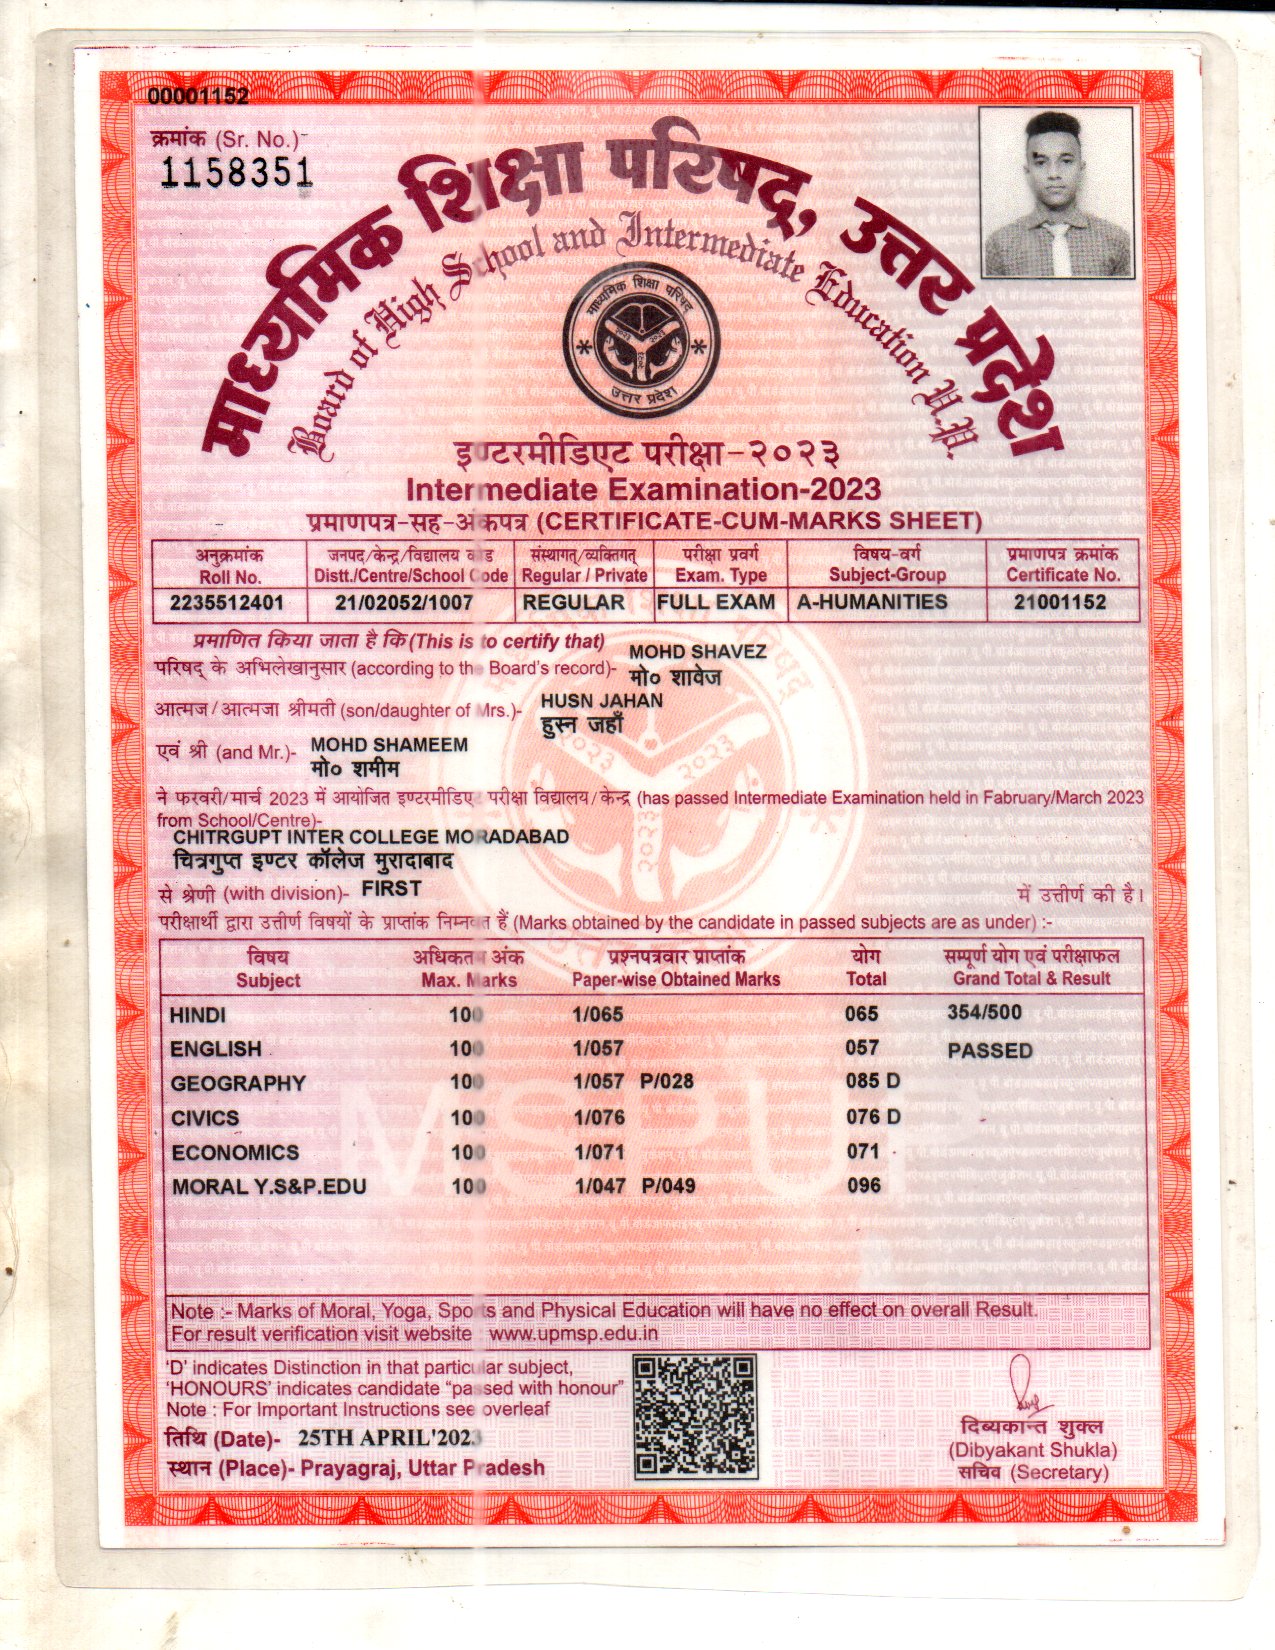 00001152
क्रमांक (Sr. No.)
1158351
माध्यमिक शिक्षा परिषद्, उत्तर प्रदेश
Board of High School and Intermediate Education U.P.
माध्यमिक शिक्षा परिषद्
२०२३ २०२३
२०२३
उत्तर प्रदेश
इण्टरमीडिएट परीक्षा-२०२३
Intermediate Examination-2023
प्रमाणपत्र-सह-अंकपत्र (CERTIFICATE-CUM-MARKS SHEET)
अनुक्रमांक जनपद/केन्द्र/विद्यालय कोड संस्थागत्/व्यक्तिगत् परीक्षा प्रवर्ग विषय-वर्ग प्रमाणपत्र क्रमांक
Roll No. Distt./Centre/School Code Regular / Private Exam. Type Subject-Group Certificate No.
2235512401 21/02052/1007 REGULAR FULL EXAM A-HUMANITIES 21001152
प्रमाणित किया जाता है कि (This is to certify that)
MOHD SHAVEZ
परिषद् के अभिलेखानुसार (according to the Board's record)- मो० शावेज
HUSN JAHAN
आत्मज/आत्मजा श्रीमती (son/daughter of Mrs.)- हुस्न जहाँ
MOHD SHAMEEM
एवं श्री (and Mr.)- मो० शमीम
ने फरवरी/मार्च 2023 में आयोजित इण्टरमीडिएट परीक्षा विद्यालय/केन्द्र (has passed Intermediate Examination held in Fabruary/March 2023
from School/Centre)-
CHITRGUPT INTER COLLEGE MORADABAD
चित्रगुप्त इण्टर कॉलेज मुरादाबाद
से श्रेणी (with division)- FIRST में उत्तीर्ण की है।
परीक्षार्थी द्वारा उत्तीर्ण विषयों के प्राप्तांक निम्नवत हैं (Marks obtained by the candidate in passed subjects are as under) :-
विषय अधिकतम अंक प्रश्नपत्रवार प्राप्तांक योग सम्पूर्ण योग एवं परीक्षाफल
Subject Max. Marks Paper-wise Obtained Marks Total Grand Total & Result
HINDI 100 1/065 065 354/500
ENGLISH 100 1/057 057 PASSED
GEOGRAPHY 100 1/057 P/028 085 D
CIVICS 100 1/076 076 D
ECONOMICS 100 1/071 071
MORAL Y.S&P.EDU 100 1/047 P/049 096
MSPUP
Note :- Marks of Moral, Yoga, Sports and Physical Education will have no effect on overall Result.
For result verification visit website : www.upmsp.edu.in
'D' indicates Distinction in that particular subject,
'HONOURS' indicates candidate "passed with honour"
Note : For Important Instructions see overleaf
तिथि (Date)- 25TH APRIL'2023
स्थान (Place)- Prayagraj, Uttar Pradesh
दिब्यकान्त शुक्ल
(Dibyakant Shukla)
सचिव (Secretary)